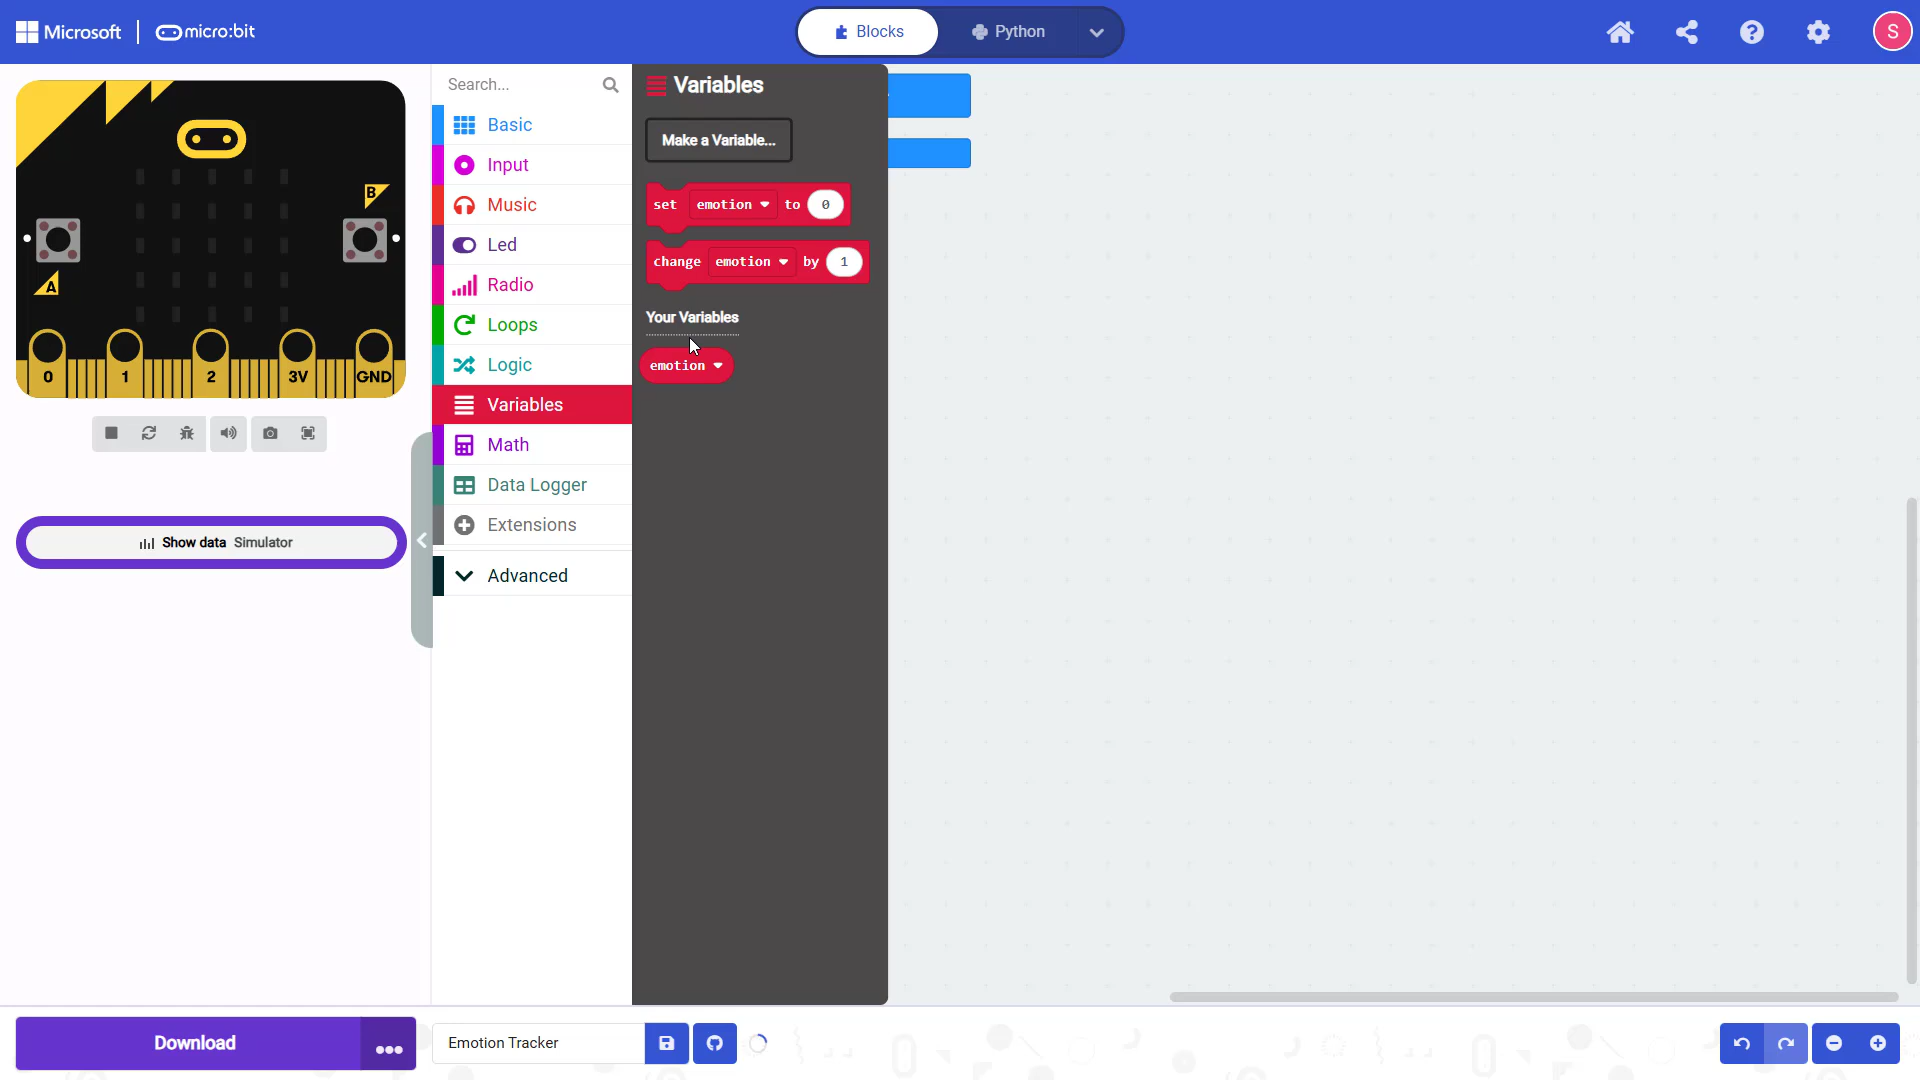 Microsoft micro:bit
Blocks
Python
S
Search...
Basic
Input
Music
Led
Radio
Loops
Logic
Variables
Math
Data Logger
Extensions
Advanced
Variables
Make a Variable...
set emotion to 0
change emotion by 1
Your Variables
emotion
B
A
0 1 2 3V GND
Show data Simulator
Download
Emotion Tracker